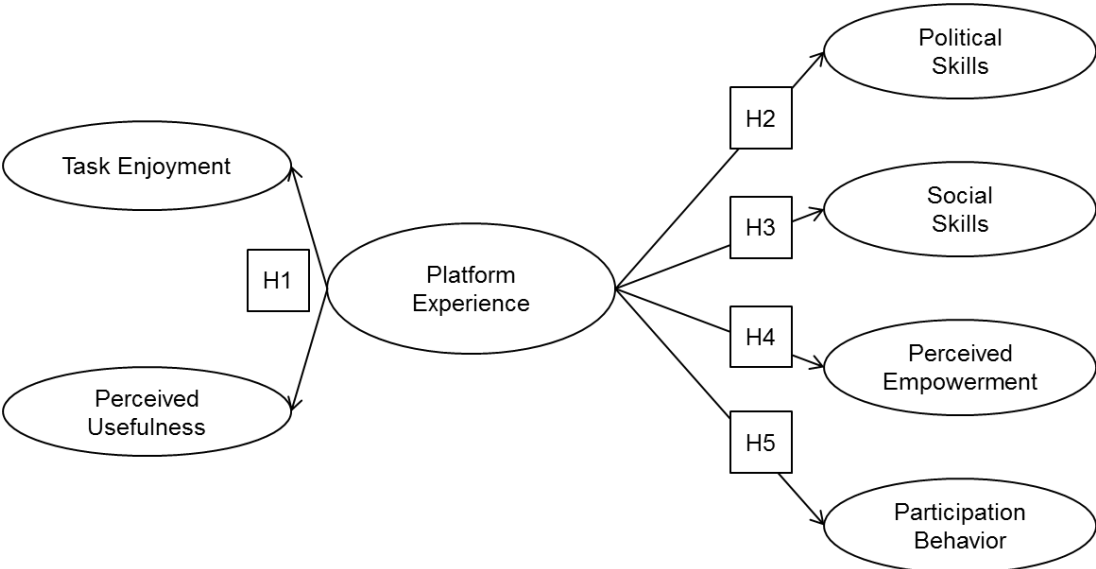 Political
Skills
H2
Task Enjoyment
Social
Skills
H3
H1
Platform
Experience
H4
Perceived
Empowerment
Perceived
Usefulness
H5
Participation
Behavior